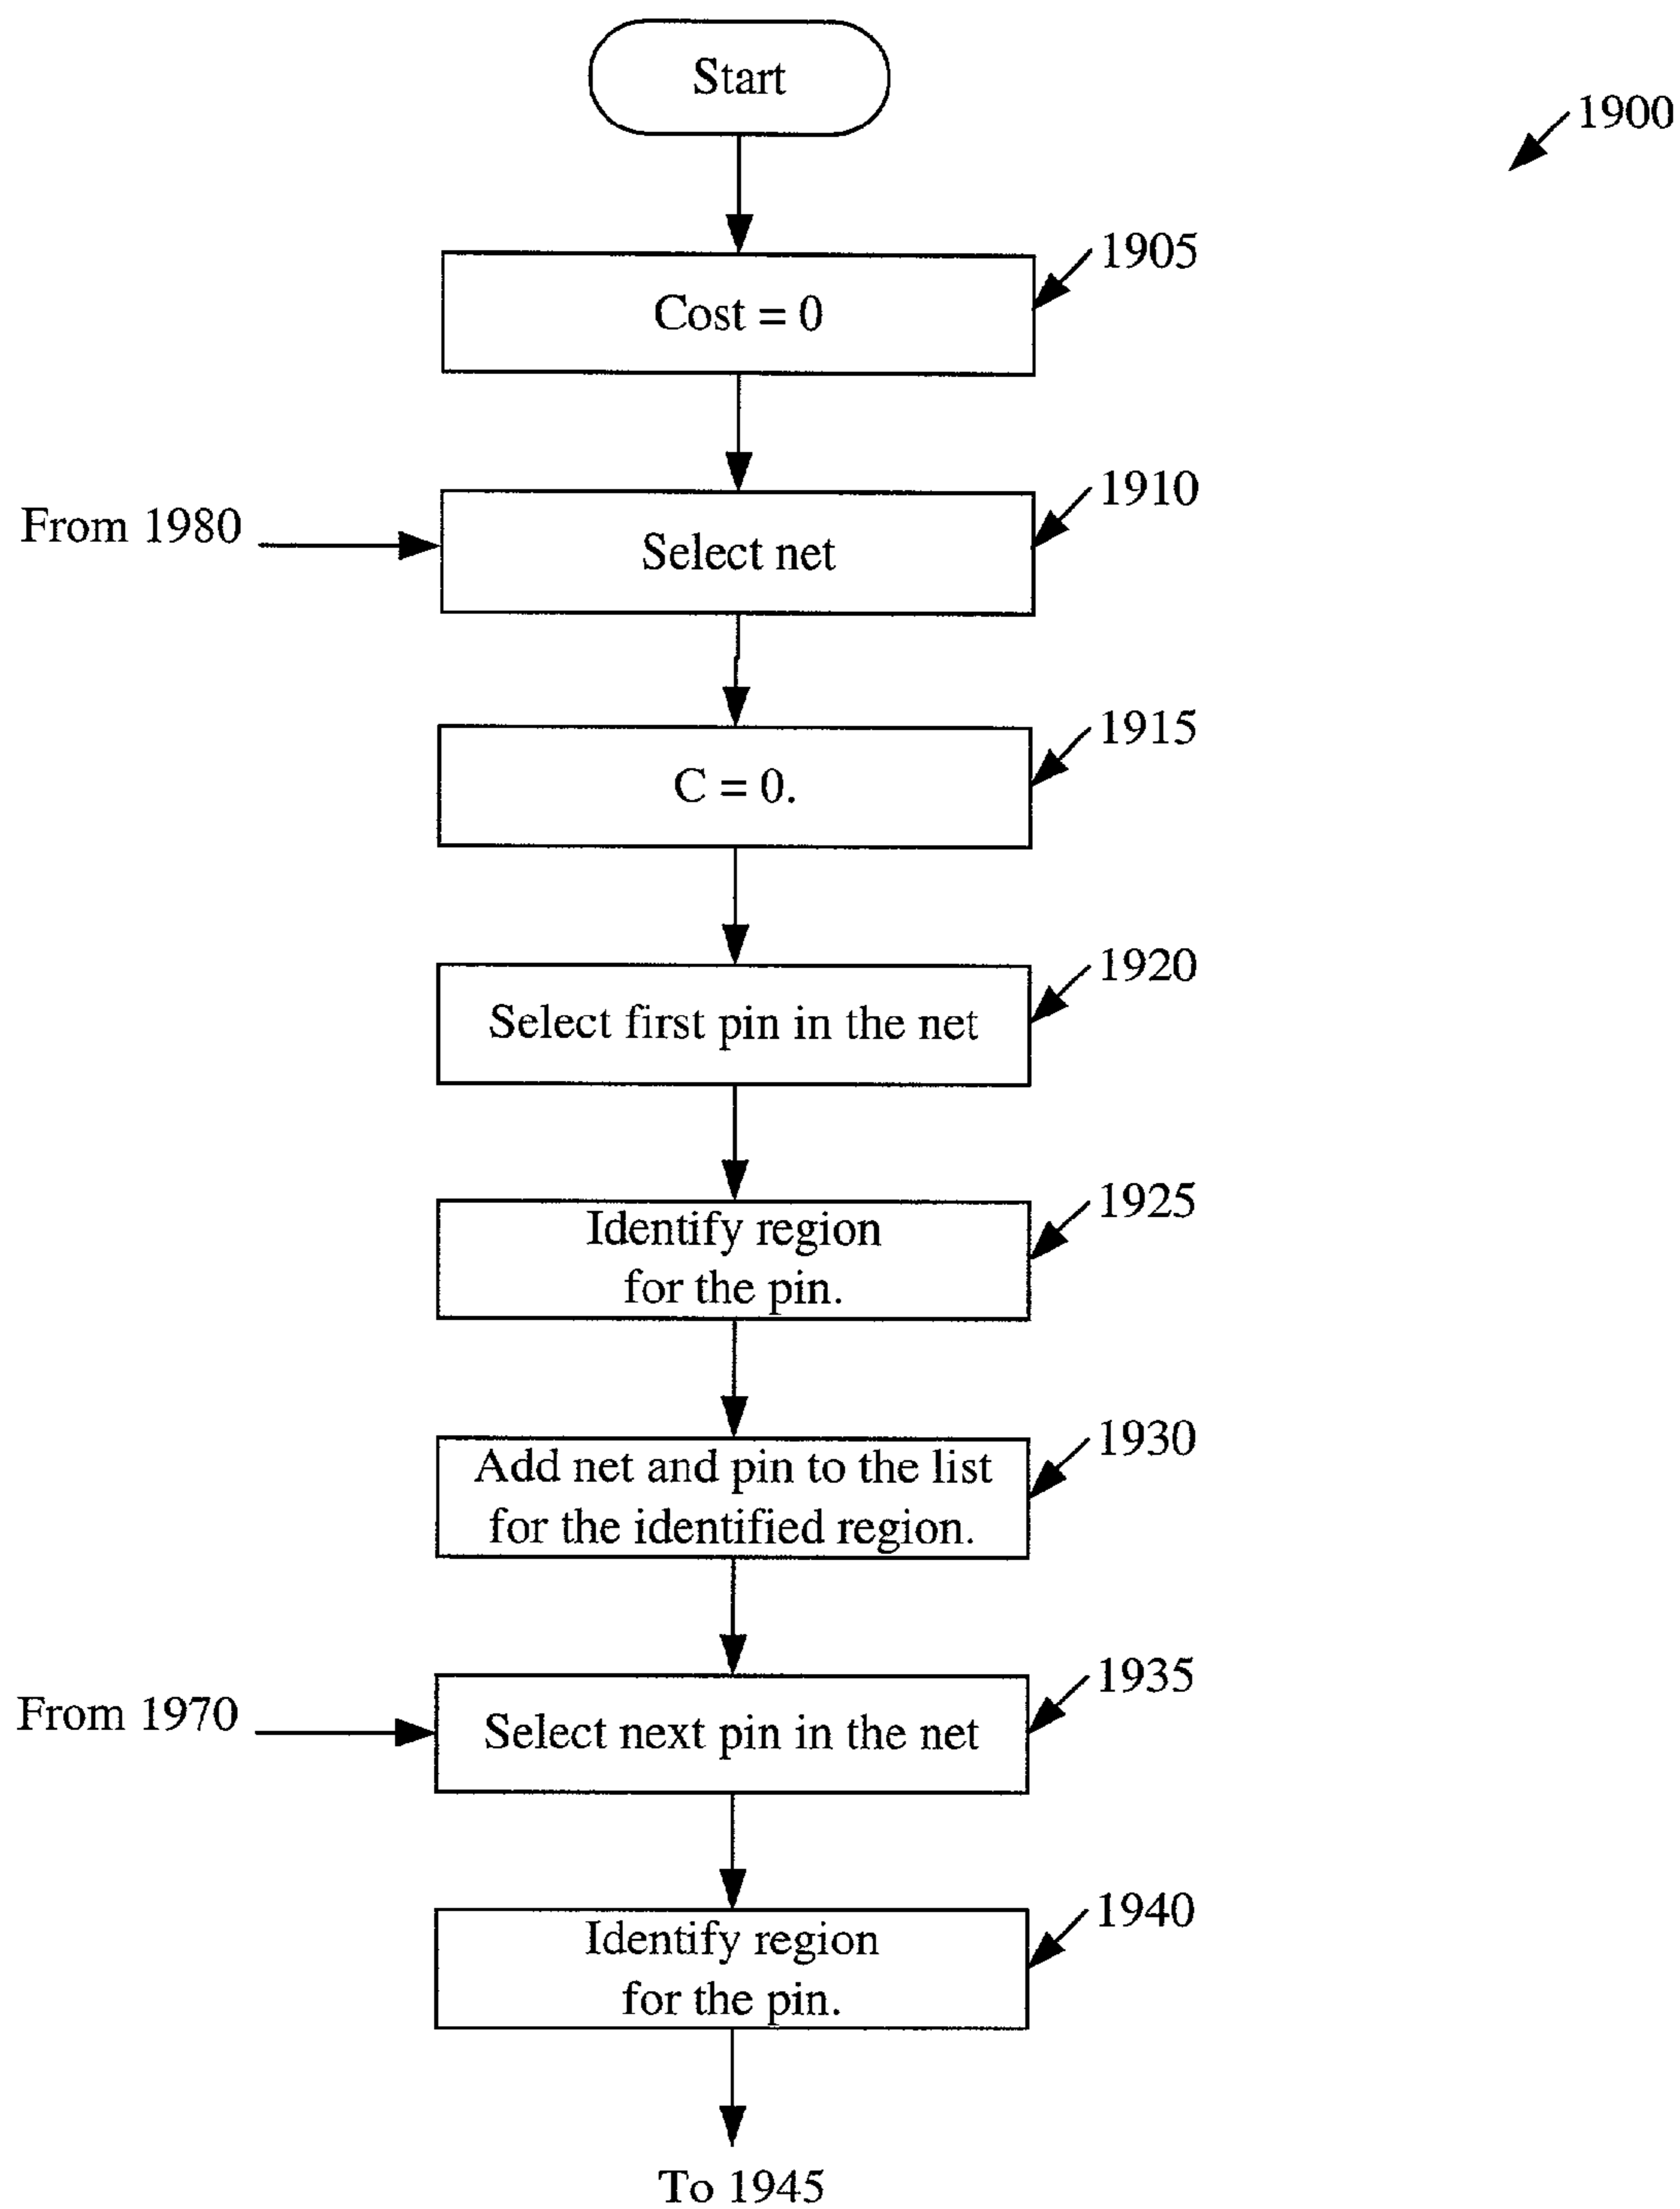 Start
1900
1905
Cost = 0
1910
From 1980
Select net
1915
C = 0.
1920
Select first pin in the net
1925
Identify region
for the pin.
1930
Add net and pin to the list
for the identified region.
1935
From 1970
Select next pin in the net
1940
Identify region
for the pin.
To 1945